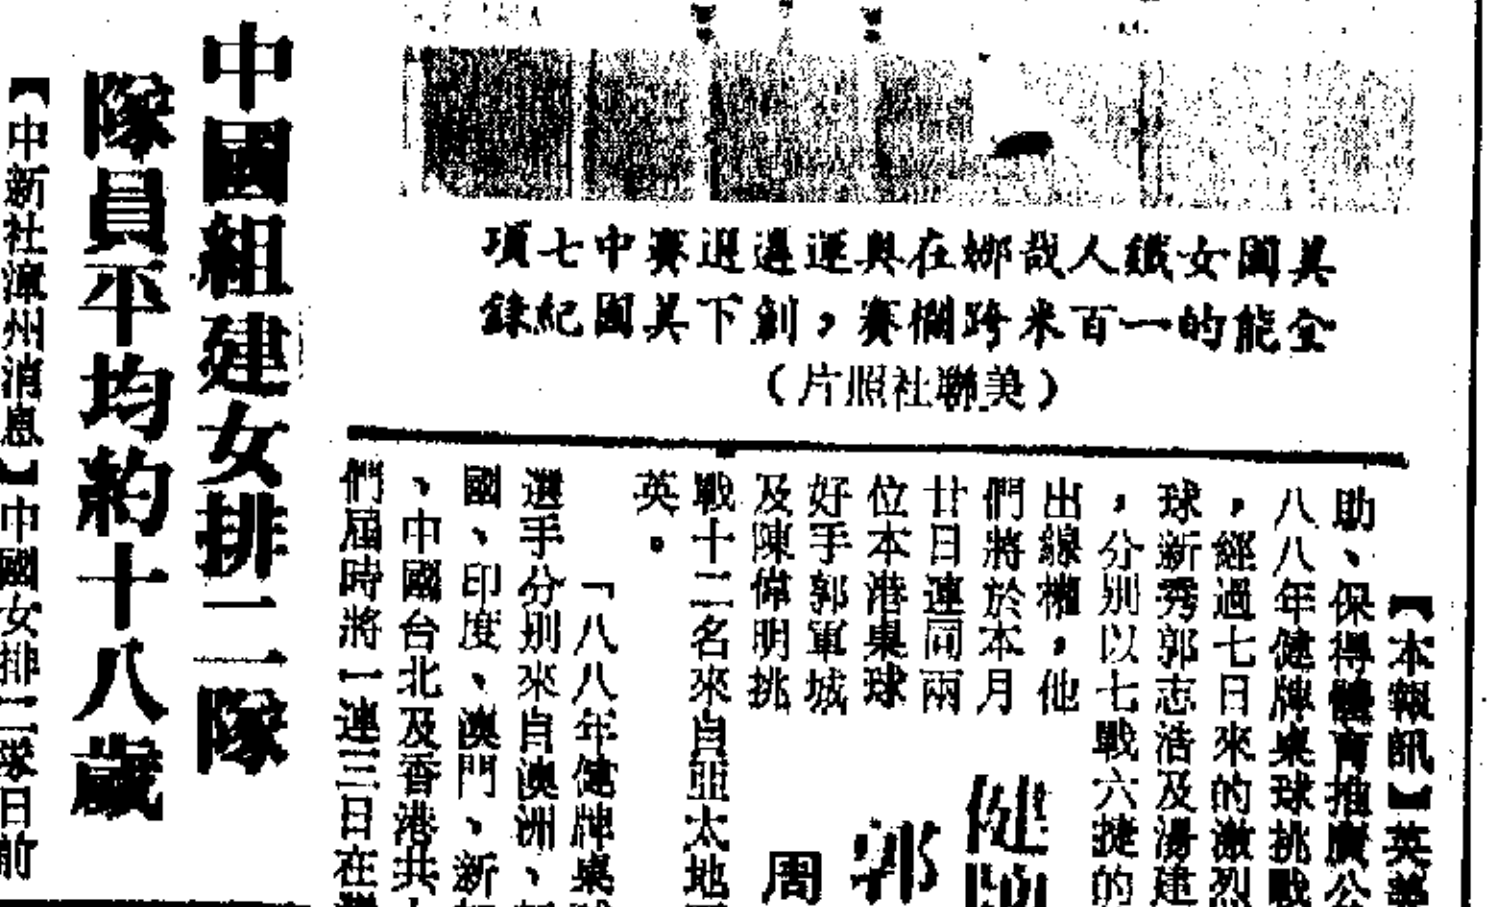 美國女鐵人哉娜在奧運選拔賽中七項
全能的一百米跨欄賽，創下美國紀錄
（美聯社照片）
【本報訊】英美
助、保得體育推廣公
八八年健牌桌球挑戰
，經過七日來的激烈
球新秀郭志浩及湯建
，分別以七戰六捷的
出線權，他
們將於本月
廿日連同兩
位本港桌球
好手郭軍城
及陳偉明挑
戰十二名來自亞太地
英。
健牌
郭
周
「八八年健牌桌球
選手分別來自澳洲、
國、印度、澳門、新
、中國台北及香港共
們屆時將一連三日在
中國組建女排二隊
隊員平均約十八歲
【中新社漳州消息】中國女排二隊日前